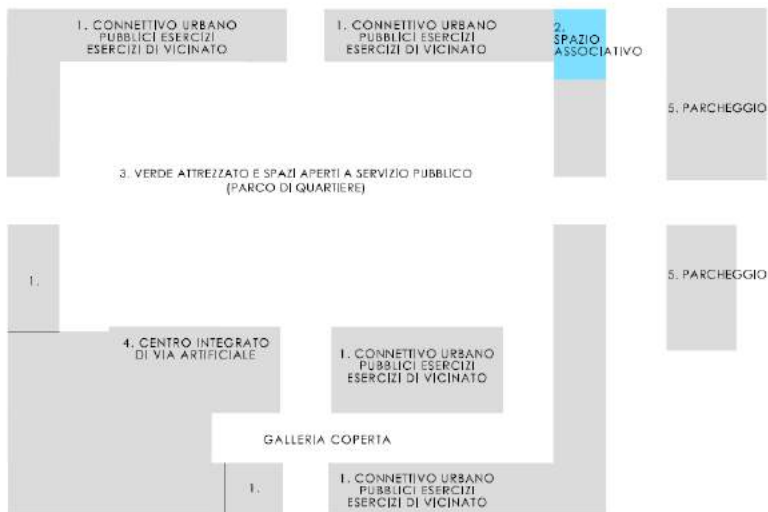 1. CONNETTIVO URBANO
PUBBLICI ESERCIZI
ESERCIZI DI VICINATO
1. CONNETTIVO URBANO
PUBBLICI ESERCIZI
ESERCIZI DI VICINATO
2.
SPAZIO
ASSOCIATIVO
5. PARCHEGGIO
3. VERDE ATTREZZATO E SPAZI APERTI A SERVIZIO PUBBLICO
(PARCO DI QUARTIERE)
1.
5. PARCHEGGIO
4. CENTRO INTEGRATO
DI VIA ARTIFICIALE
1. CONNETTIVO URBANO
PUBBLICI ESERCIZI
ESERCIZI DI VICINATO
GALLERIA COPERTA
1.
1. CONNETTIVO URBANO
PUBBLICI ESERCIZI
ESERCIZI DI VICINATO